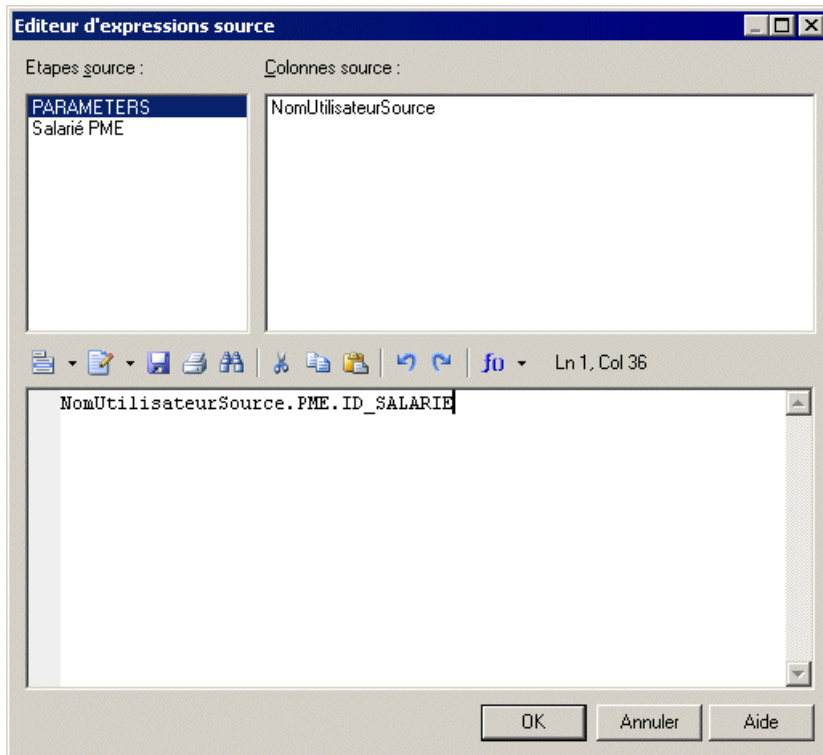 Editeur d'expressions source
Etapes source :
Colonnes source :
PARAMETERS
Salarié PME
NomUtilisateurSource
f() Ln 1, Col 36
NomUtilisateurSource.PME.ID_SALARIE
OK
Annuler
Aide